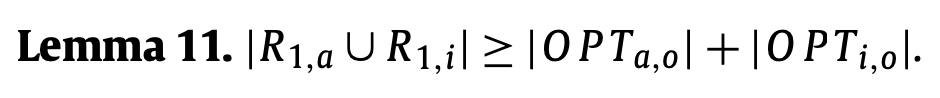 Lemma 11. |R₁,ₐ ∪ R₁,ᵢ| ≥ |OPTₐ,ₒ| + |OPTᵢ,ₒ|.